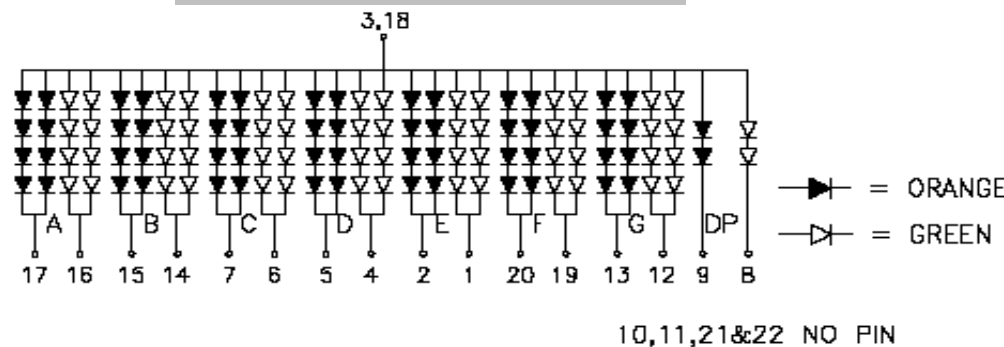 3,18
A B C D E F G DP
17 16 15 14 7 6 5 4 2 1 20 19 13 12 9 8
= ORANGE
= GREEN
10,11,21&22 NO PIN